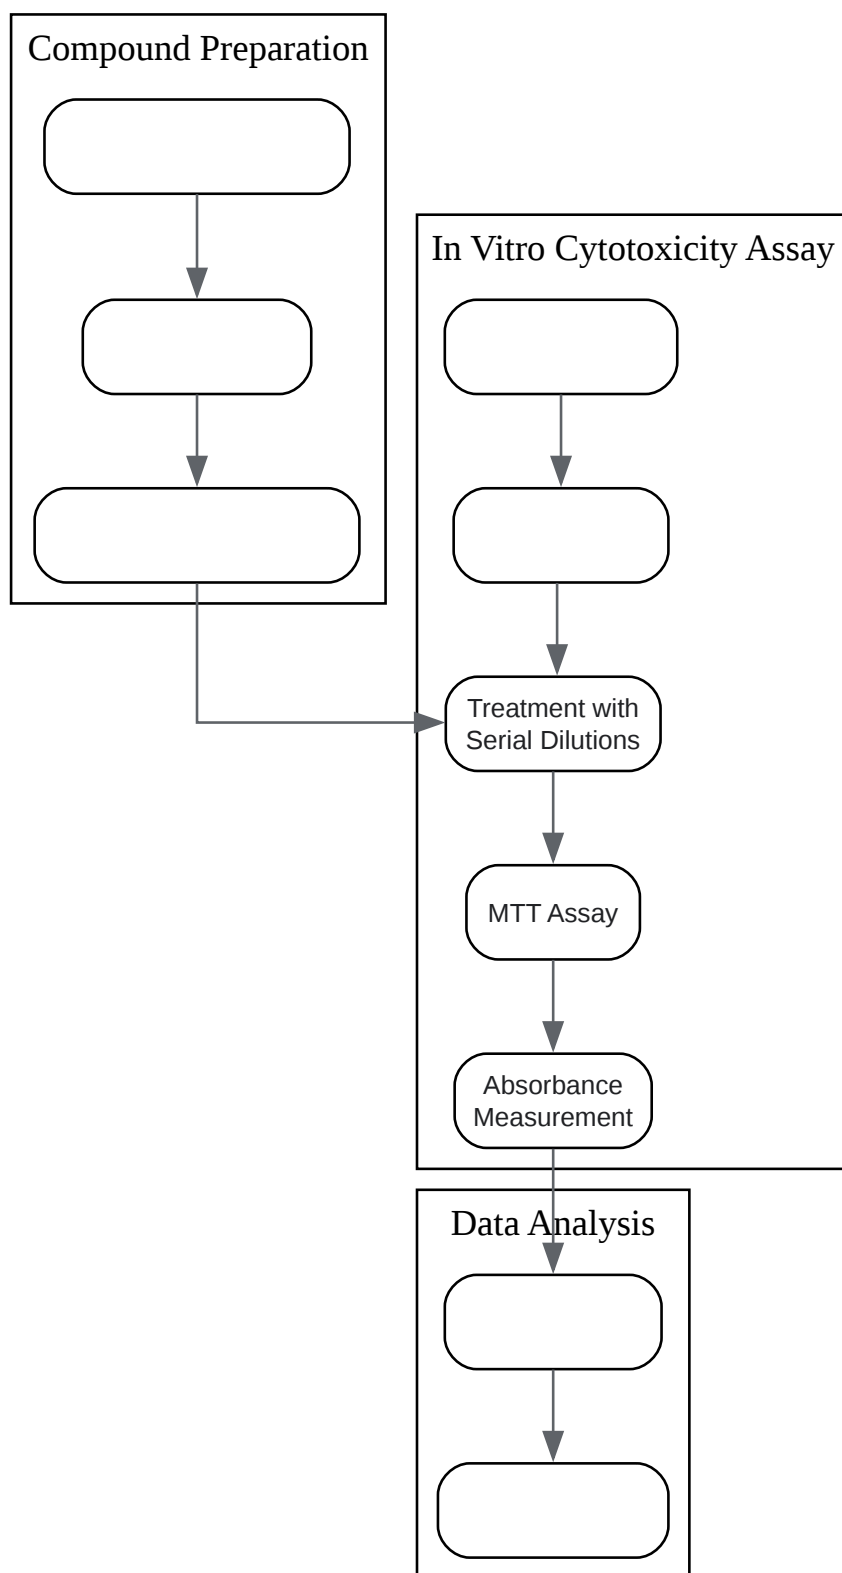 Compound Preparation
In Vitro Cytotoxicity Assay
Treatment with
Serial Dilutions
MTT Assay
Absorbance
Measurement
Data Analysis